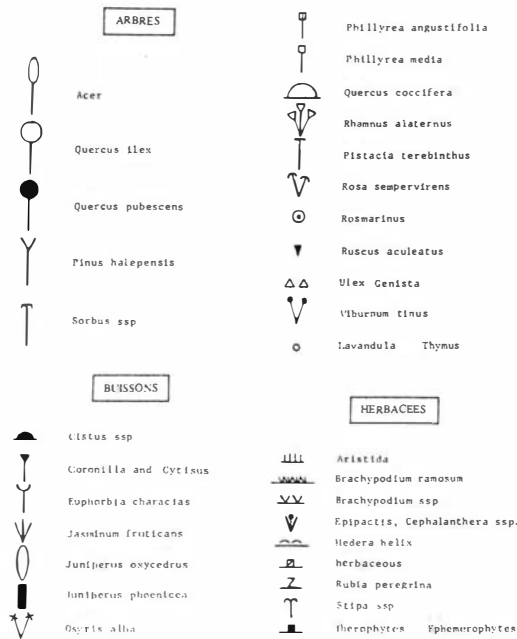 ARBRES
Acer
Quercus ilex
Quercus pubescens
Pinus halepensis
Sorbus ssp
BUISSONS
Cistus ssp
Coronilla and Cytisus
Euphorbia characias
Jasminum fruticans
Juniperus oxycedrus
Juniperus phoenicea
Osyris alba
Phillyrea angustifolia
Phillyrea media
Quercus coccifera
Rhamnus alaternus
Pistacia terebinthus
Rosa sempervirens
Rosmarinus
Ruscus aculeatus
Ulex Genista
Viburnum tinus
Lavandula Thymus
HERBACEES
Aristida
Brachypodium ramosum
Brachypodium ssp
Epipactis, Cephalanthera ssp.
Hedera helix
herbaceous
Rubia peregrina
Stipa ssp
Therophytes Ephemerophytes